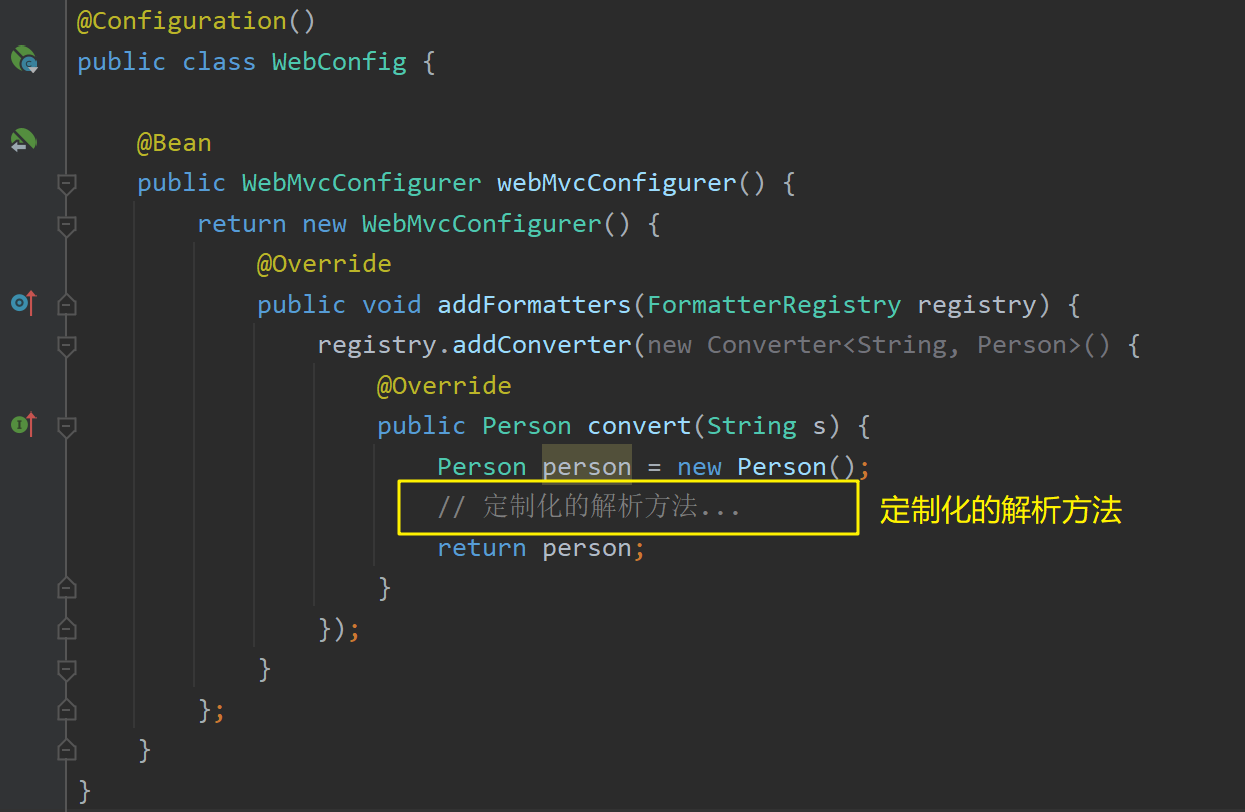 @Configuration()
public class WebConfig {
@Bean
public WebMvcConfigurer webMvcConfigurer() {
return new WebMvcConfigurer() {
@Override
public void addFormatters(FormatterRegistry registry) {
registry.addConverter(new Converter<String, Person>() {
@Override
public Person convert(String s) {
Person person = new Person();
// 定制化的解析方法... 定制化的解析方法
return person;
}
});
}
};
}
}